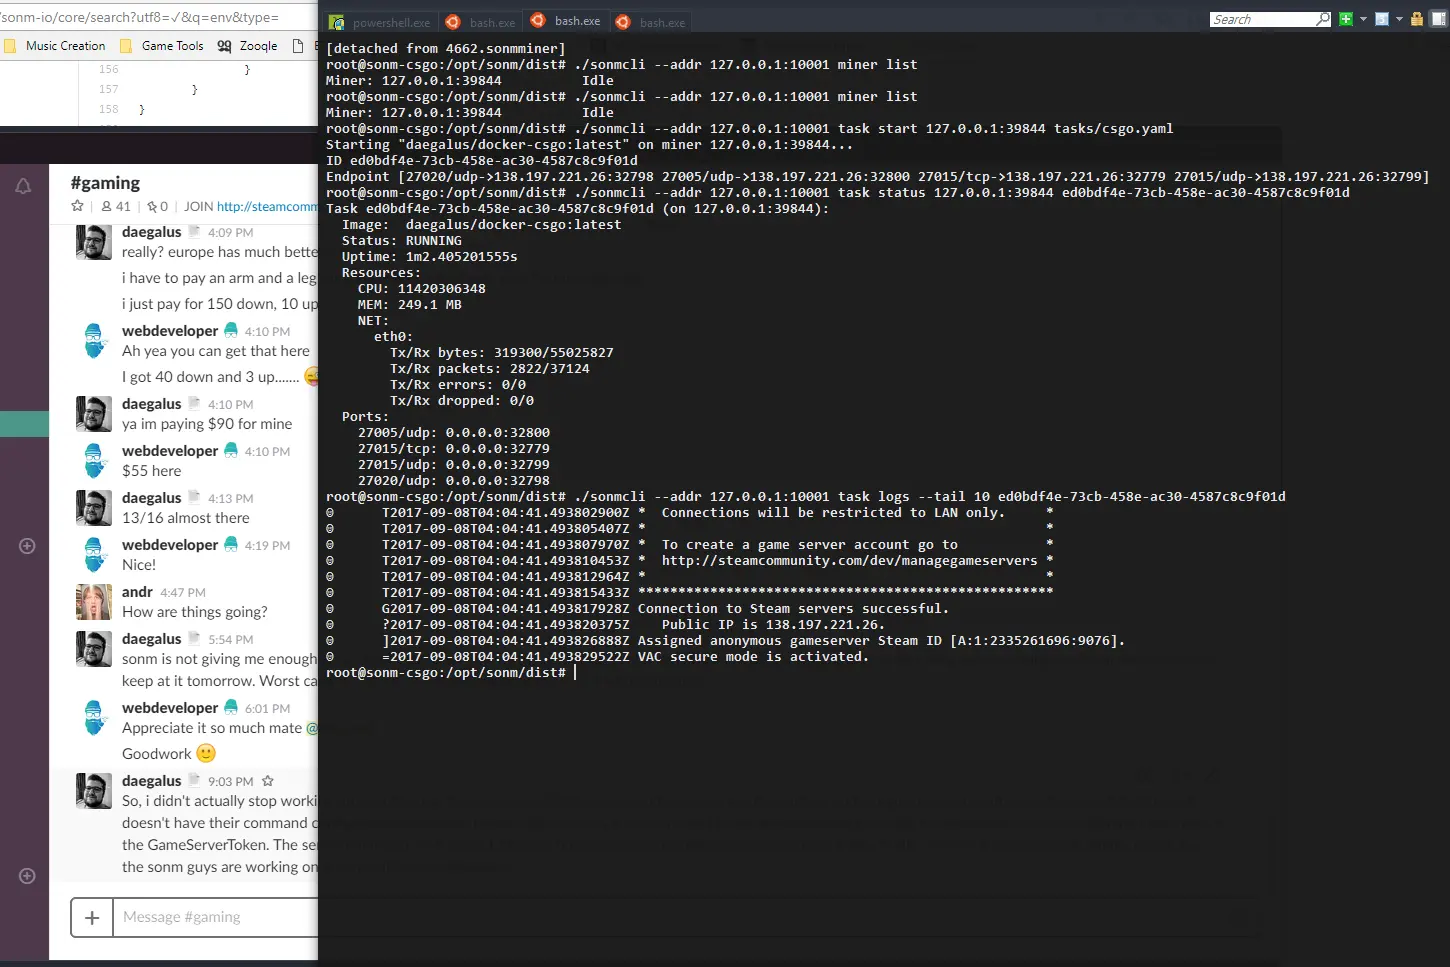 sonm-io/core/search?utf8=✓&q=env&type=
Music Creation Game Tools Zooqle
156 }
157 }
158 }
#gaming
41 | 0 | JOIN http://steamcomm
daegalus 4:09 PM
really? europe has much bette
i have to pay an arm and a leg
i just pay for 150 down, 10 up
webdeveloper 4:10 PM
Ah yea you can get that here
I got 40 down and 3 up.......
daegalus 4:10 PM
ya im paying $90 for mine
webdeveloper 4:10 PM
$55 here
daegalus 4:13 PM
13/16 almost there
webdeveloper 4:19 PM
Nice!
andr 4:47 PM
How are things going?
daegalus 5:54 PM
sonm is not giving me enough
keep at it tomorrow. Worst ca
webdeveloper 6:01 PM
Appreciate it so much mate @
Goodwork 🙂
daegalus 9:03 PM
So, i didn't actually stop worki
doesn't have their command
the GameServerToken. The se
the sonm guys are working on
Message #gaming
powershell.exe bash.exe bash.exe bash.exe Search
[detached from 4662.sonmminer]
root@sonm-csgo:/opt/sonm/dist# ./sonmcli --addr 127.0.0.1:10001 miner list
Miner: 127.0.0.1:39844 Idle
root@sonm-csgo:/opt/sonm/dist# ./sonmcli --addr 127.0.0.1:10001 miner list
Miner: 127.0.0.1:39844 Idle
root@sonm-csgo:/opt/sonm/dist# ./sonmcli --addr 127.0.0.1:10001 task start 127.0.0.1:39844 tasks/csgo.yaml
Starting "daegalus/docker-csgo:latest" on miner 127.0.0.1:39844...
ID ed0bdf4e-73cb-458e-ac30-4587c8c9f01d
Endpoint [27020/udp->138.197.221.26:32798 27005/udp->138.197.221.26:32800 27015/tcp->138.197.221.26:32779 27015/udp->138.197.221.26:32799]
root@sonm-csgo:/opt/sonm/dist# ./sonmcli --addr 127.0.0.1:10001 task status 127.0.0.1:39844 ed0bdf4e-73cb-458e-ac30-4587c8c9f01d
Task ed0bdf4e-73cb-458e-ac30-4587c8c9f01d (on 127.0.0.1:39844):
Image: daegalus/docker-csgo:latest
Status: RUNNING
Uptime: 1m2.405201555s
Resources:
CPU: 11420306348
MEM: 249.1 MB
NET:
eth0:
Tx/Rx bytes: 319300/55025827
Tx/Rx packets: 2822/37124
Tx/Rx errors: 0/0
Tx/Rx dropped: 0/0
Ports:
27005/udp: 0.0.0.0:32800
27015/tcp: 0.0.0.0:32779
27015/udp: 0.0.0.0:32799
27020/udp: 0.0.0.0:32798
root@sonm-csgo:/opt/sonm/dist# ./sonmcli --addr 127.0.0.1:10001 task logs --tail 10 ed0bdf4e-73cb-458e-ac30-4587c8c9f01d
0 T2017-09-08T04:04:41.493802900Z * Connections will be restricted to LAN only. *
0 T2017-09-08T04:04:41.493805407Z * *
0 T2017-09-08T04:04:41.493807970Z * To create a game server account go to *
0 T2017-09-08T04:04:41.493810453Z * http://steamcommunity.com/dev/managegameservers *
0 T2017-09-08T04:04:41.493812964Z * *
0 T2017-09-08T04:04:41.493815433Z ****************************************************
0 G2017-09-08T04:04:41.493817928Z Connection to Steam servers successful.
0 ?2017-09-08T04:04:41.493820375Z Public IP is 138.197.221.26.
0 ]2017-09-08T04:04:41.493826888Z Assigned anonymous gameserver Steam ID [A:1:2335261696:9076].
0 =2017-09-08T04:04:41.493829522Z VAC secure mode is activated.
root@sonm-csgo:/opt/sonm/dist#